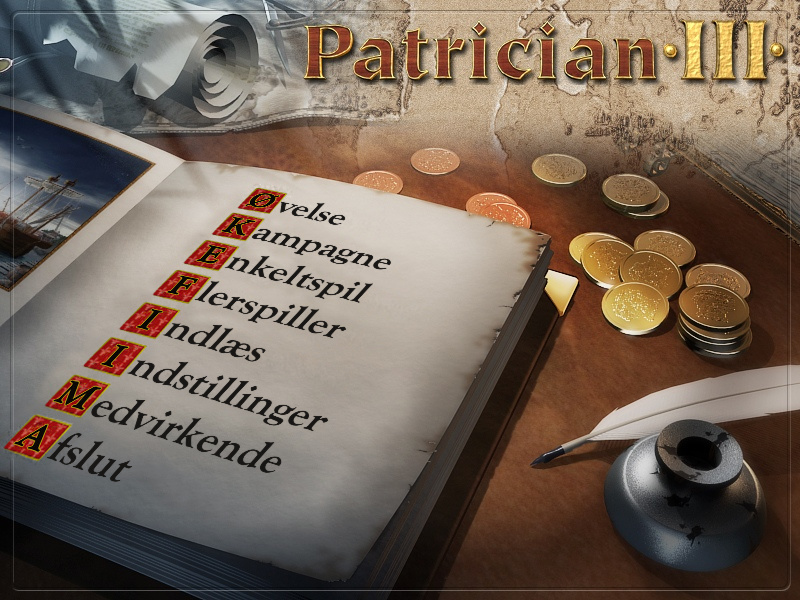 Patrician·III·
Øvelse
Kampagne
Enkeltspil
Flerspiller
Indlæs
Indstillinger
Medvirkende
Afslut